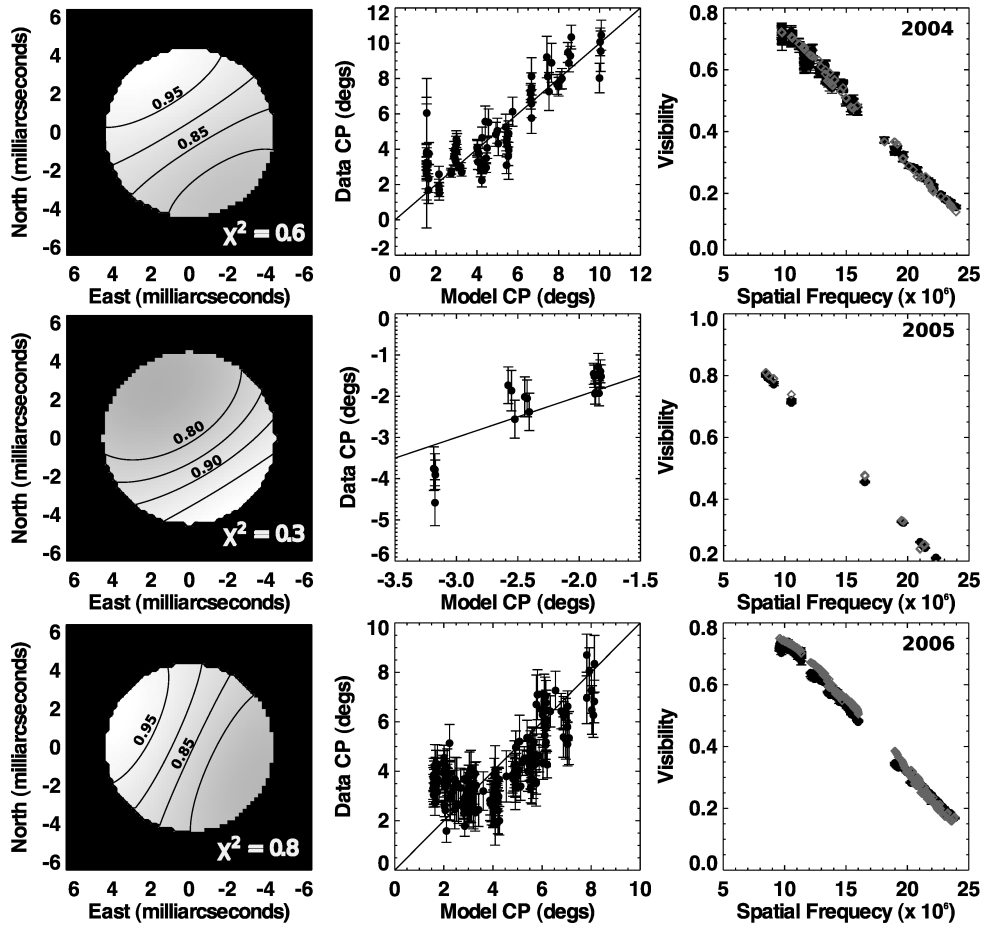 North (milliarcseconds)
6
4
2
0
-2
-4
-6
0.95
0.85
χ² = 0.6
6 4 2 0 -2 -4 -6
East (milliarcseconds)
Data CP (degs)
12
10
8
6
4
2
0
-2
0 2 4 6 8 10 12
Model CP (degs)
Visibility
0.8
0.6
0.4
0.2
0.0
2004
5 10 15 20 24
Spatial Frequecy (x 10⁶)
North (milliarcseconds)
6
4
2
0
-2
-4
-6
0.80
0.90
χ² = 0.3
6 4 2 0 -2 -4 -6
East (milliarcseconds)
Data CP (degs)
0
-1
-2
-3
-4
-5
-6
-3.5 -3.0 -2.5 -2.0 -1.5
Model CP (degs)
Visibility
1.0
0.8
0.6
0.4
0.2
2005
5 10 15 20 25
Spatial Frequecy (x 10⁶)
North (milliarcseconds)
6
4
2
0
-2
-4
-6
0.95
0.85
χ² = 0.8
6 4 2 0 -2 -4 -6
East (milliarcseconds)
Data CP (degs)
10
8
6
4
2
0
0 2 4 6 8 10
Model CP (degs)
Visibility
0.8
0.6
0.4
0.2
0.0
2006
5 10 15 20 25
Spatial Frequecy (x 10⁶)